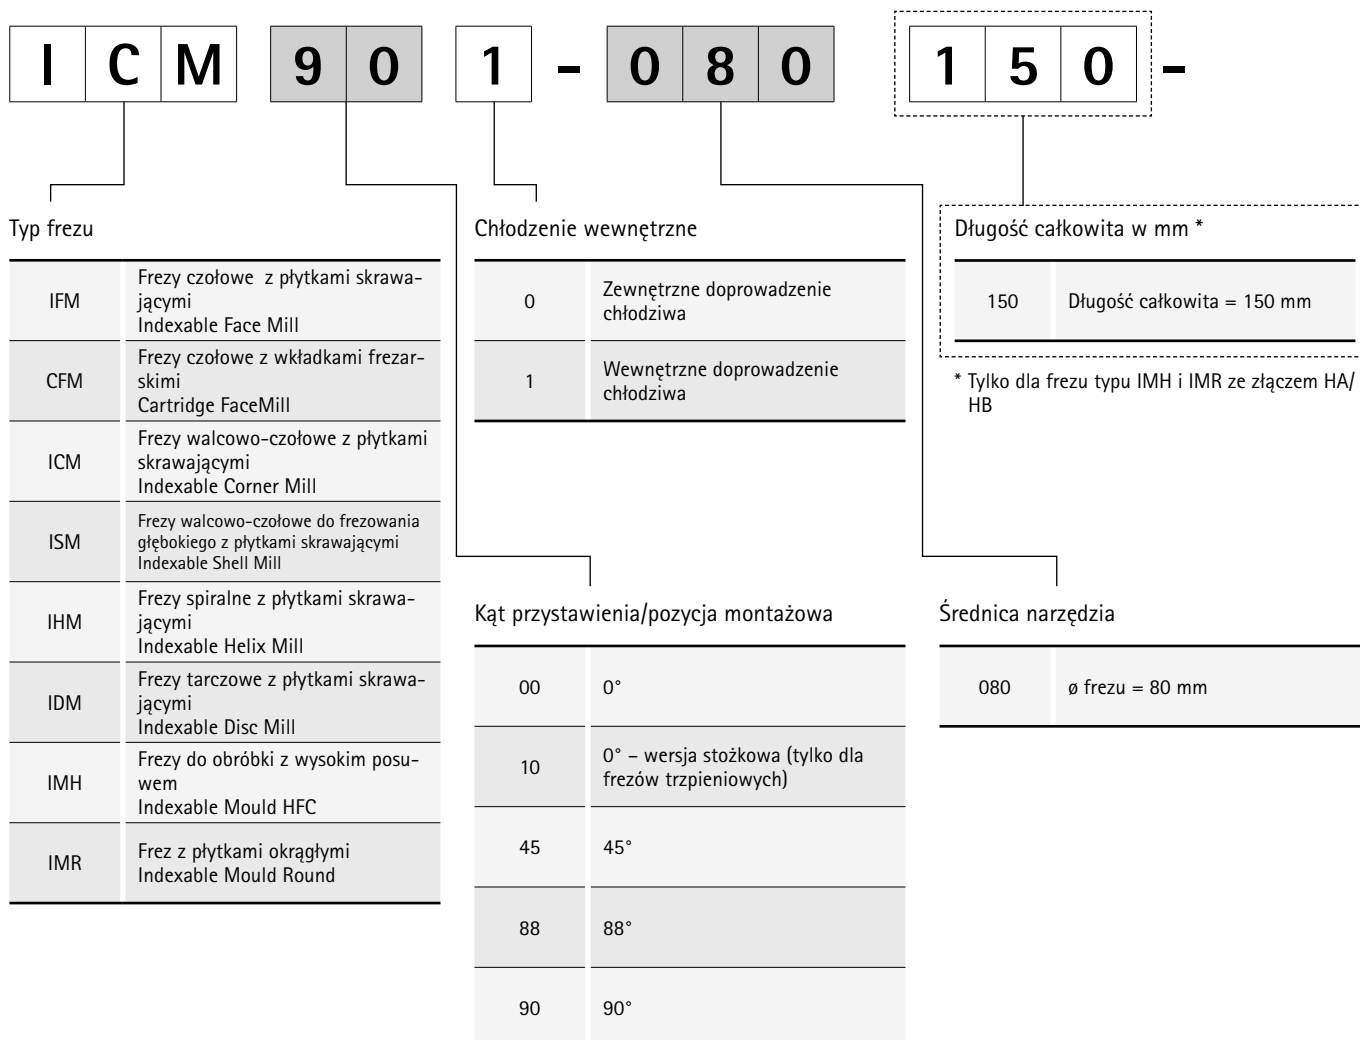 I C M 9 0 1 - 0 8 0 1 5 0 -
Typ frezu
IFM
Frezy czołowe z płytkami skrawa-
jącymi
Indexable Face Mill
CFM
Frezy czołowe z wkładkami frezar-
skimi
Cartridge FaceMill
ICM
Frezy walcowo-czołowe z płytkami
skrawającymi
Indexable Corner Mill
ISM
Frezy walcowo-czołowe do frezowania
głębokiego z płytkami skrawającymi
Indexable Shell Mill
IHM
Frezy spiralne z płytkami skrawa-
jącymi
Indexable Helix Mill
IDM
Frezy tarczowe z płytkami skrawa-
jącymi
Indexable Disc Mill
IMH
Frezy do obróbki z wysokim posu-
wem
Indexable Mould HFC
IMR
Frez z płytkami okrągłymi
Indexable Mould Round
Chłodzenie wewnętrzne
0
Zewnętrzne doprowadzenie
chłodziwa
1
Wewnętrzne doprowadzenie
chłodziwa
Kąt przystawienia/pozycja montażowa
00 0°
10
0° – wersja stożkowa (tylko dla
frezów trzpieniowych)
45 45°
88 88°
90 90°
Długość całkowita w mm *
150 Długość całkowita = 150 mm
* Tylko dla frezu typu IMH i IMR ze złączem HA/
HB
Średnica narzędzia
080 ø frezu = 80 mm